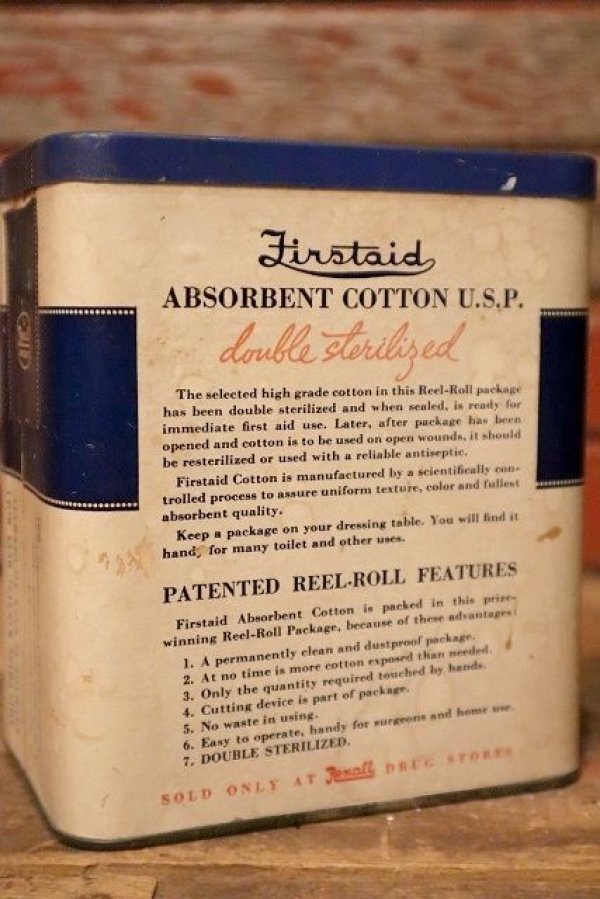 Firstaid
ABSORBENT COTTON U.S.P.
double sterilized
The selected high grade cotton in this Reel-Roll package
has been double sterilized and when sealed, is ready for
immediate first aid use. Later, after package has been
opened and cotton is to be used on open wounds, it should
be resterilized or used with a reliable antiseptic.
Firstaid Cotton is manufactured by a scientifically con-
trolled process to assure uniform texture, color and fullest
absorbent quality.
Keep a package on your dressing table. You will find it
handy for many toilet and other uses.
PATENTED REEL-ROLL FEATURES
Firstaid Absorbent Cotton is packed in this prize-
winning Reel-Roll Package, because of these advantages:
1. A permanently clean and dustproof package.
2. At no time is more cotton exposed than needed.
3. Only the quantity required touched by hands.
4. Cutting device is part of package.
5. No waste in using.
6. Easy to operate, handy for surgeons and home use.
7. DOUBLE STERILIZED.
SOLD ONLY AT Rexall DRUG STORES